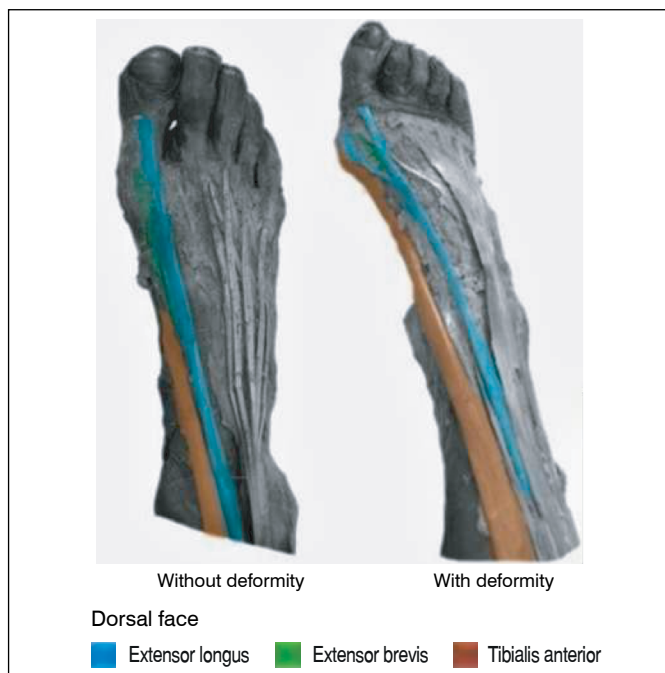 Without deformity With deformity
Dorsal face
Extensor longus Extensor brevis Tibialis anterior